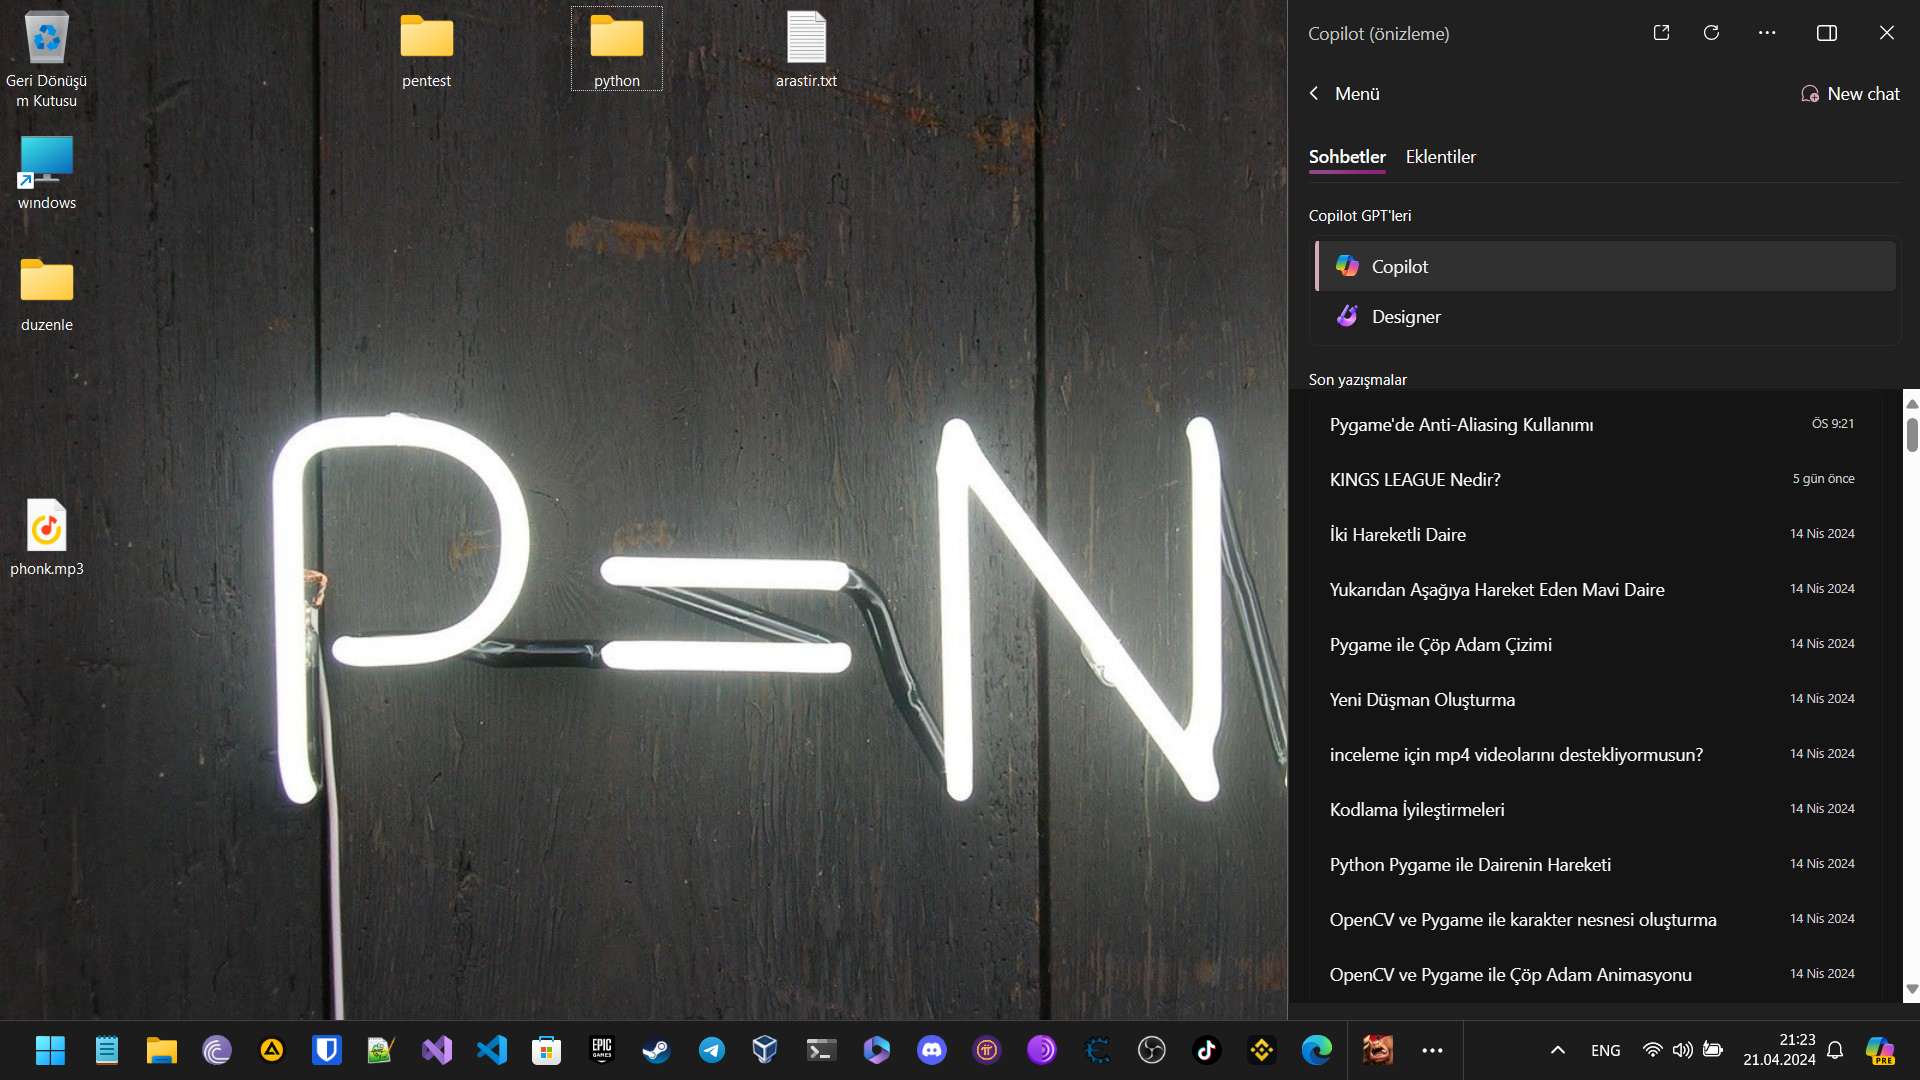 Geri Dönüşü
m Kutusu
pentest
python
arastir.txt
wındows
duzenle
phonk.mp3
P=N
Copilot (önizleme)
Menü
New chat
Sohbetler
Eklentiler
Copilot GPT'leri
Copilot
Designer
Son yazışmalar
Pygame'de Anti-Aliasing Kullanımı
ÖS 9:21
KINGS LEAGUE Nedir?
5 gün önce
İki Hareketli Daire
14 Nis 2024
Yukarıdan Aşağıya Hareket Eden Mavi Daire
14 Nis 2024
Pygame ile Çöp Adam Çizimi
14 Nis 2024
Yeni Düşman Oluşturma
14 Nis 2024
inceleme için mp4 videolarını destekliyormusun?
14 Nis 2024
Kodlama İyileştirmeleri
14 Nis 2024
Python Pygame ile Dairenin Hareketi
14 Nis 2024
OpenCV ve Pygame ile karakter nesnesi oluşturma
14 Nis 2024
OpenCV ve Pygame ile Çöp Adam Animasyonu
14 Nis 2024
EPIC
GAMES
ENG
21:23
21.04.2024
PRE